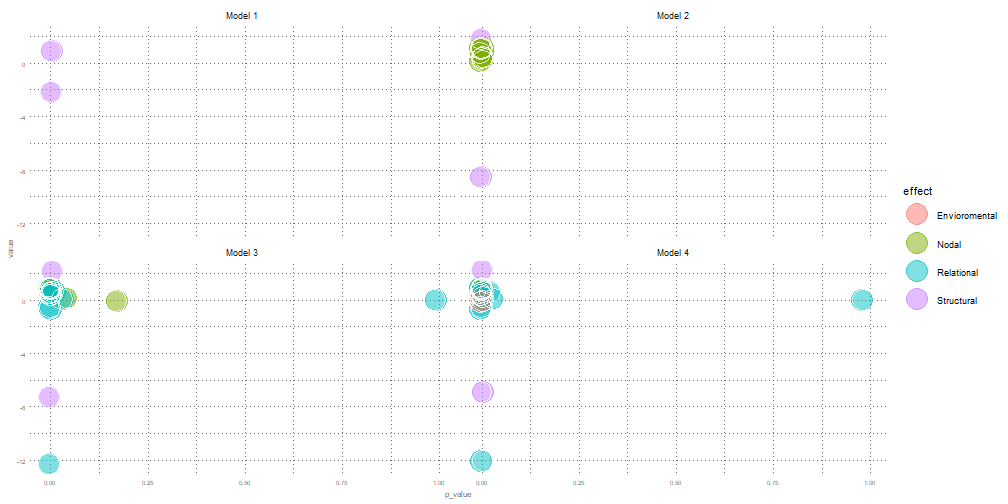 Model 1 Model 2
0
-4
-8
-12
value
Model 3 Model 4
0
-4
-8
-12
0.00 0.25 0.50 0.75 1.00 0.00 0.25 0.50 0.75 1.00
p_value
effect
Enviromental
Nodal
Relational
Structural